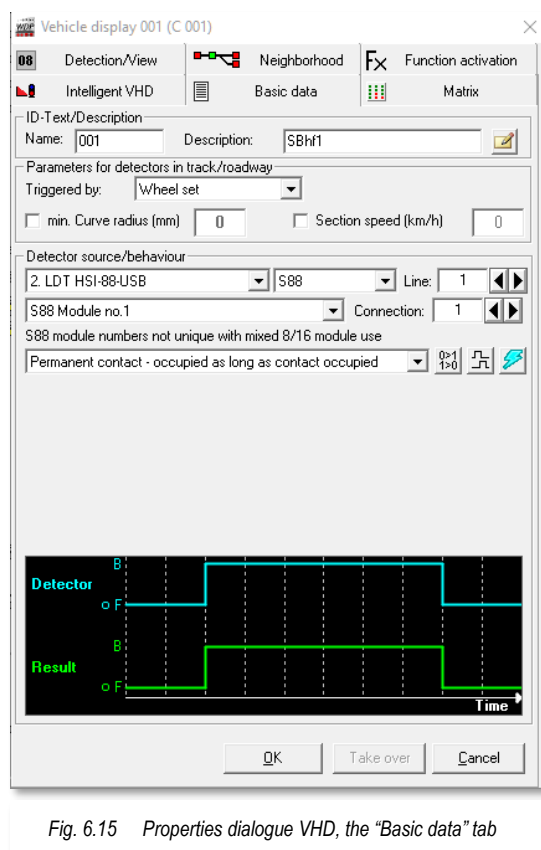 WDP Vehicle display 001 (C 001)
08 Detection/View Neighborhood Fx Function activation
Intelligent VHD Basic data Matrix
ID-Text/Description
Name: 001 Description: SBhf1
Parameters for detectors in track/roadway
Triggered by: Wheel set
min. Curve radius (mm) 0 Section speed (km/h) 0
Detector source/behaviour
2. LDT HSI-88-USB S88 Line: 1
S88 Module no.1 Connection: 1
S88 module numbers not unique with mixed 8/16 module use
Permanent contact - occupied as long as contact occupied 0>1
1>0
B
Detector
o F
B
Result
o F
Time
OK Take over Cancel
Fig. 6.15 Properties dialogue VHD, the “Basic data” tab